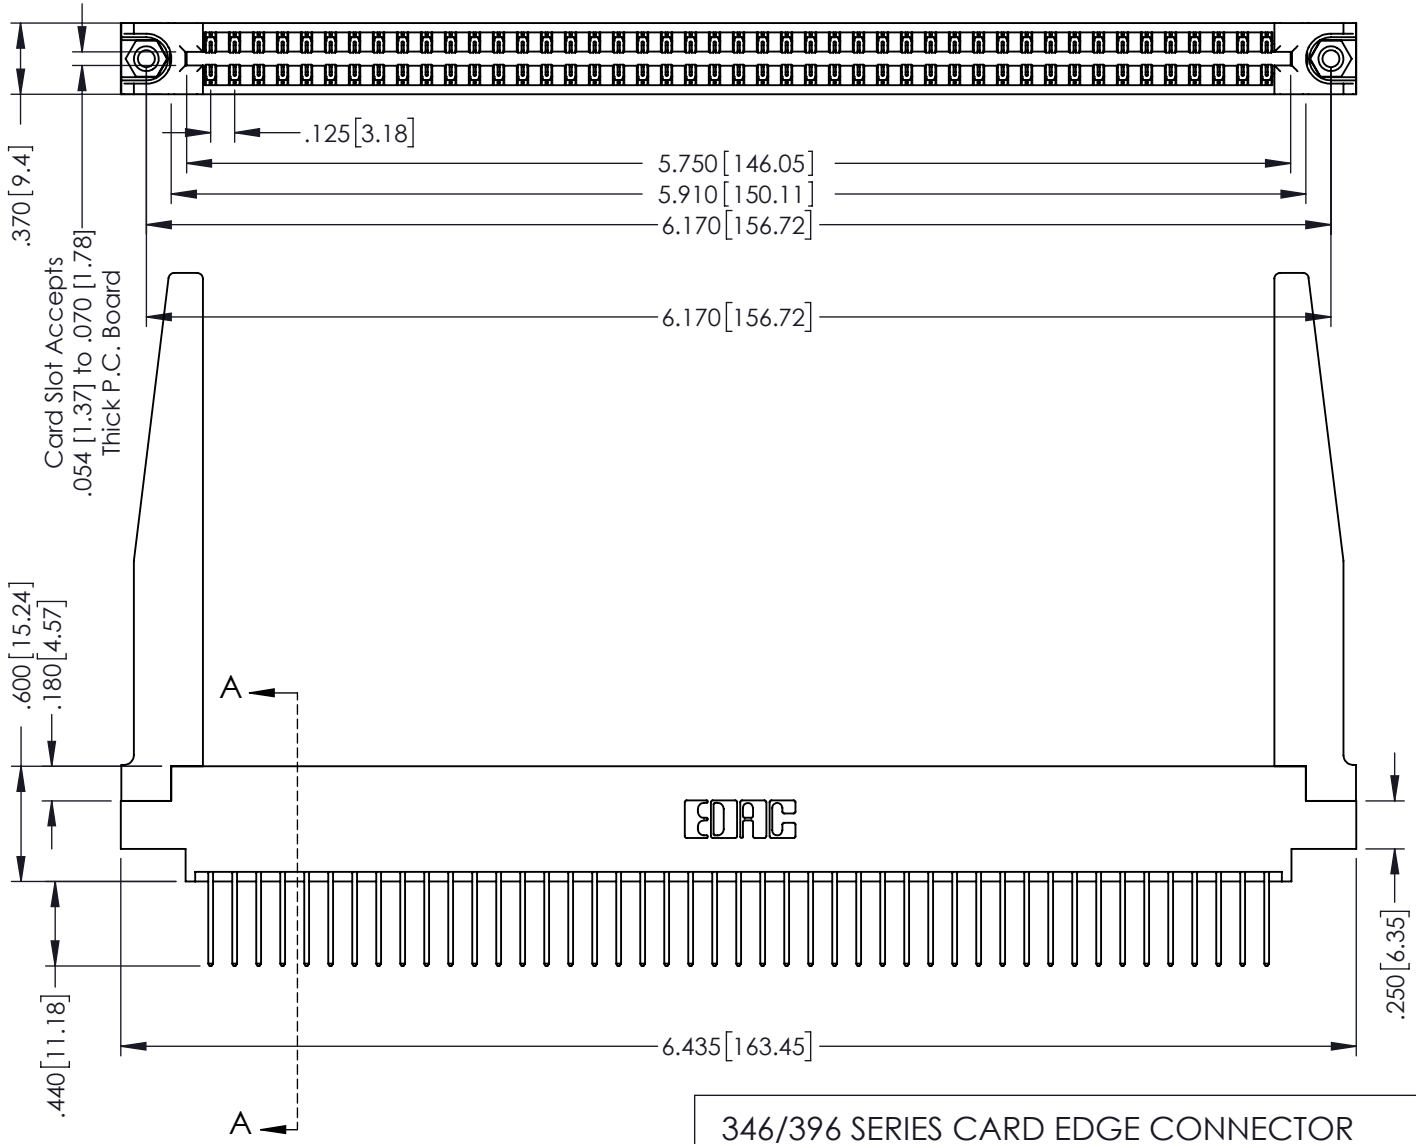 .125[3.18]
5.750[146.05]
5.910[150.11]
6.170[156.72]
.370[9.4]
Card Slot Accepts
.054 [1.37] to .070 [1.78]
Thick P.C. Board
6.170[156.72]
.600[15.24]
.180[4.57]
A
EDAC
.250[6.35]
.440[11.18]
6.435[163.45]
A
346/396 SERIES CARD EDGE CONNECTOR